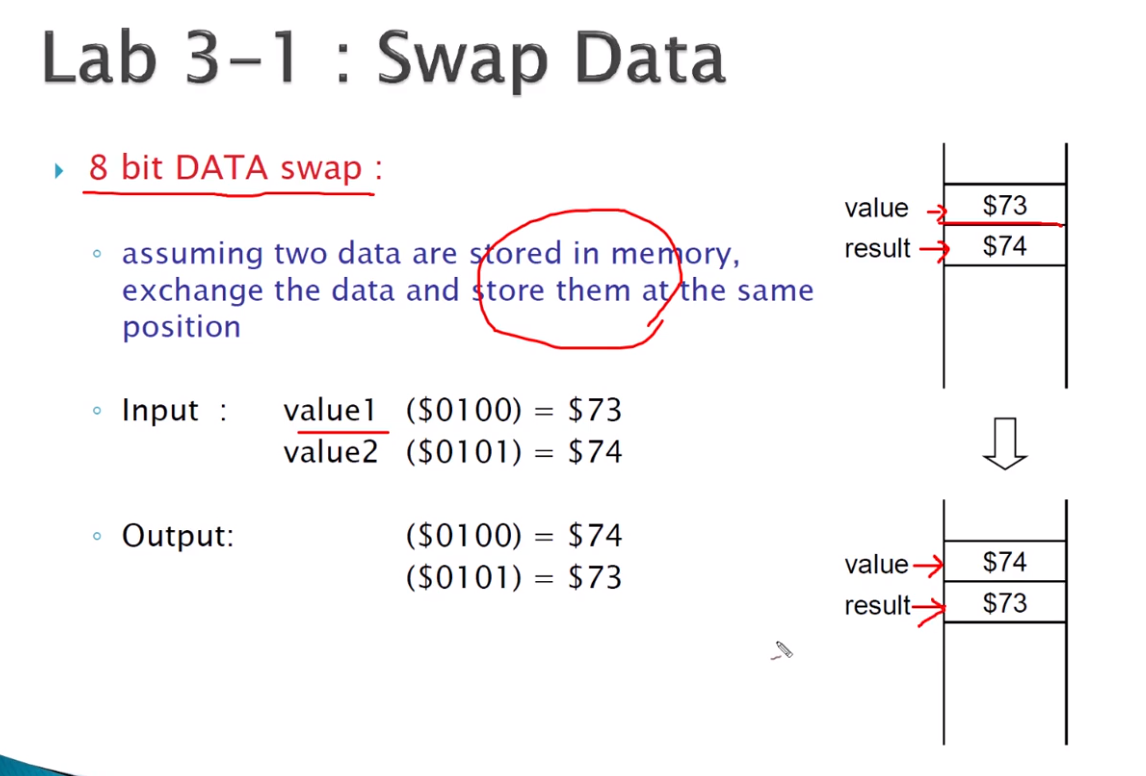 Lab 3-1 : Swap Data
8 bit DATA swap :
assuming two data are stored in memory,
exchange the data and store them at the same
position
Input : value1 ($0100) = $73
value2 ($0101) = $74
Output: ($0100) = $74
($0101) = $73
value $73
result $74
value $74
result $73